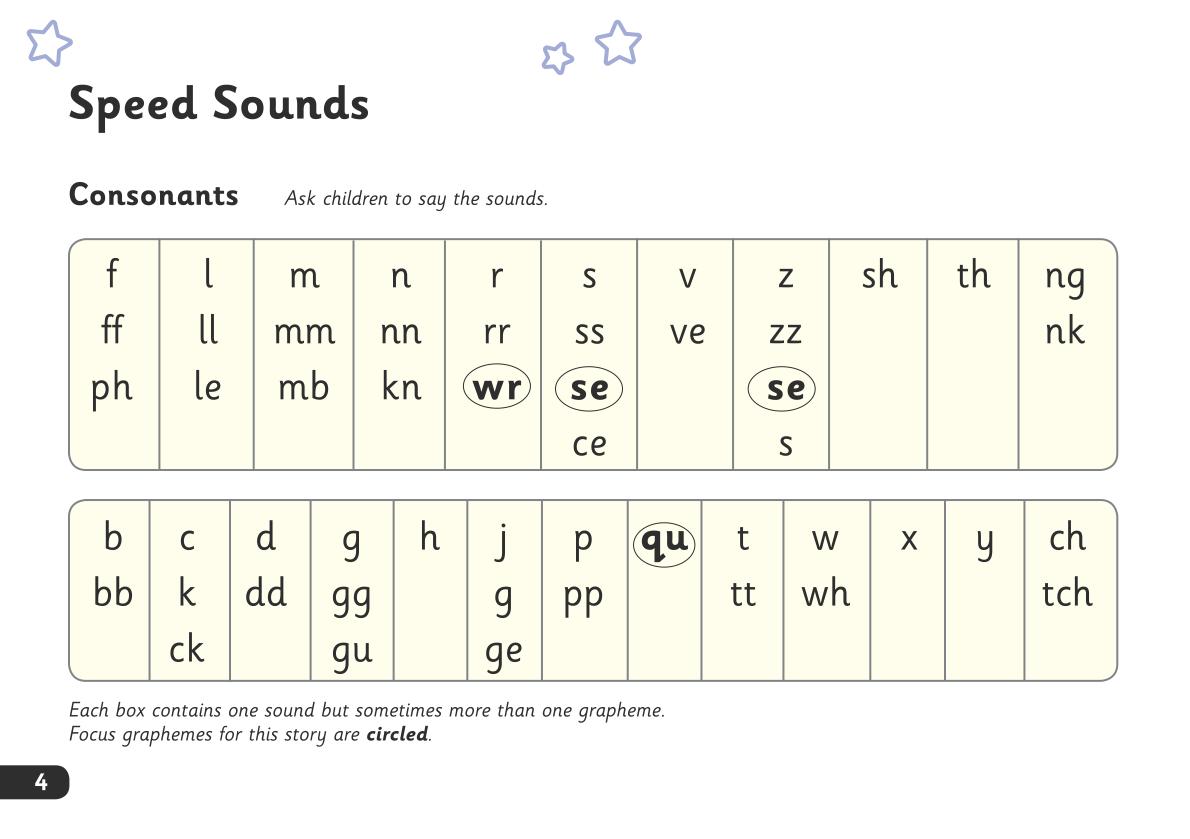 Speed Sounds
Consonants Ask children to say the sounds.
f l m n r s v z sh th ng
ff ll mm nn rr ss ve zz nk
ph le mb kn wr se se
ce s
b c d g h j p qu t w x y ch
bb k dd gg g pp tt wh tch
ck gu ge
Each box contains one sound but sometimes more than one grapheme.
Focus graphemes for this story are circled.
4